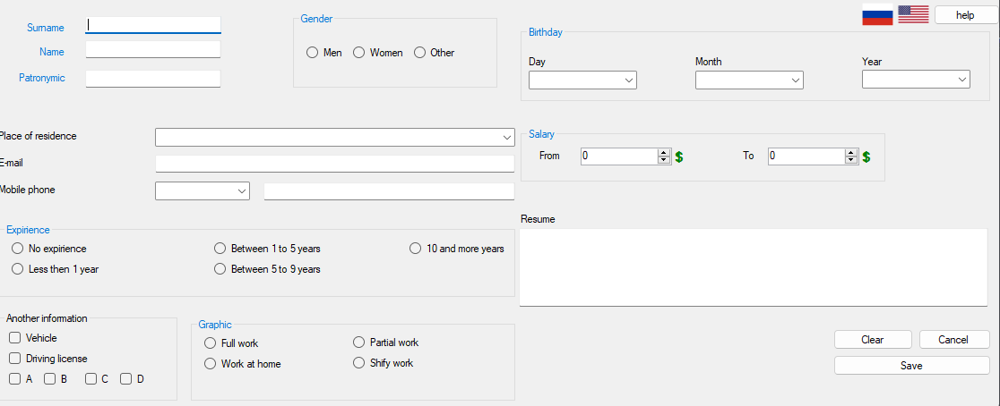 Surname
Name
Patronymic
Gender
Men Women Other
help
Birthday
Day Month Year
Place of residence
E-mail
Mobile phone
Salary
From 0 $ To 0 $
Expirience
No expirience Between 1 to 5 years 10 and more years
Less then 1 year Between 5 to 9 years
Resume
Another information
Vehicle
Driving license
A B C D
Graphic
Full work Partial work
Work at home Shify work
Clear Cancel
Save